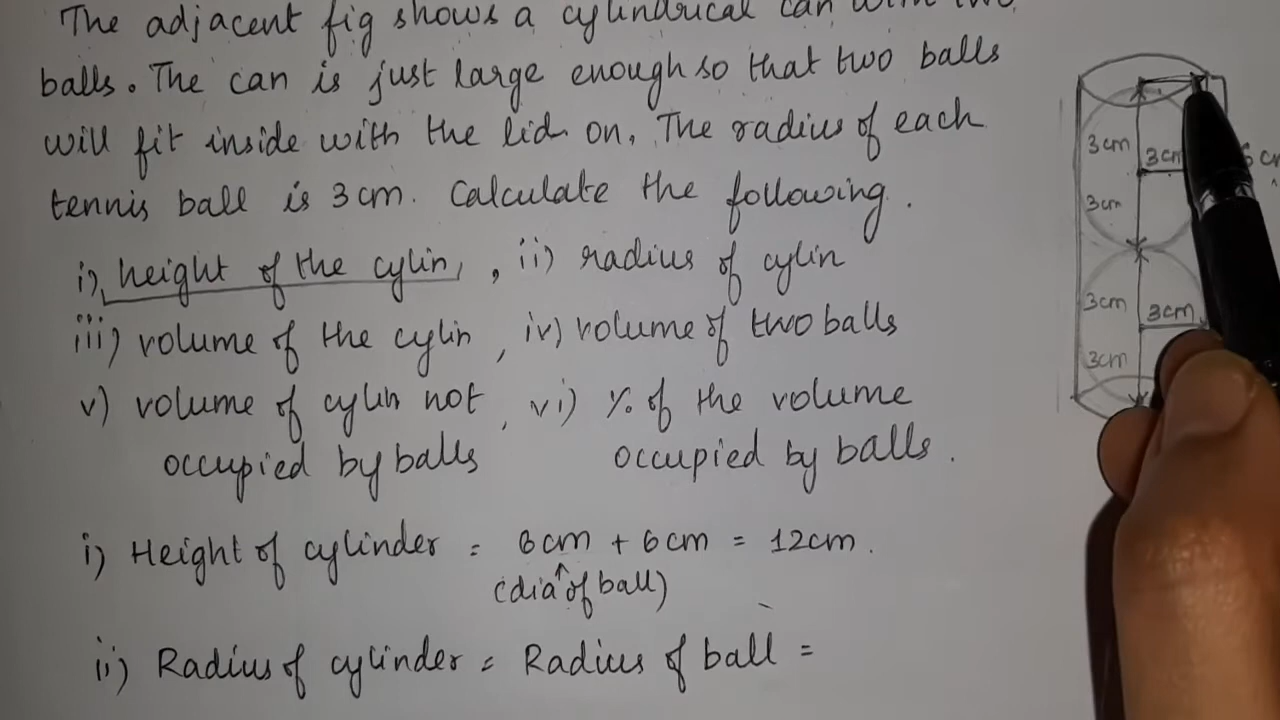 The adjacent fig shows a cylindrical can with two
balls. The can is just large enough so that two balls
will fit inside with the lid on. The radius of each
tennis ball is 3cm. Calculate the following.
i) height of the cylin, ii) radius of cylin
iii) volume of the cylin, iv) volume of two balls
v) volume of cylin not, vi) % of the volume
occupied by balls occupied by balls.
i) Height of cylinder = 6cm + 6cm = 12cm.
(dia of ball)
ii) Radius of cylinder = Radius of ball =
3cm
3cm
3cm
3cm
3cm
3cm